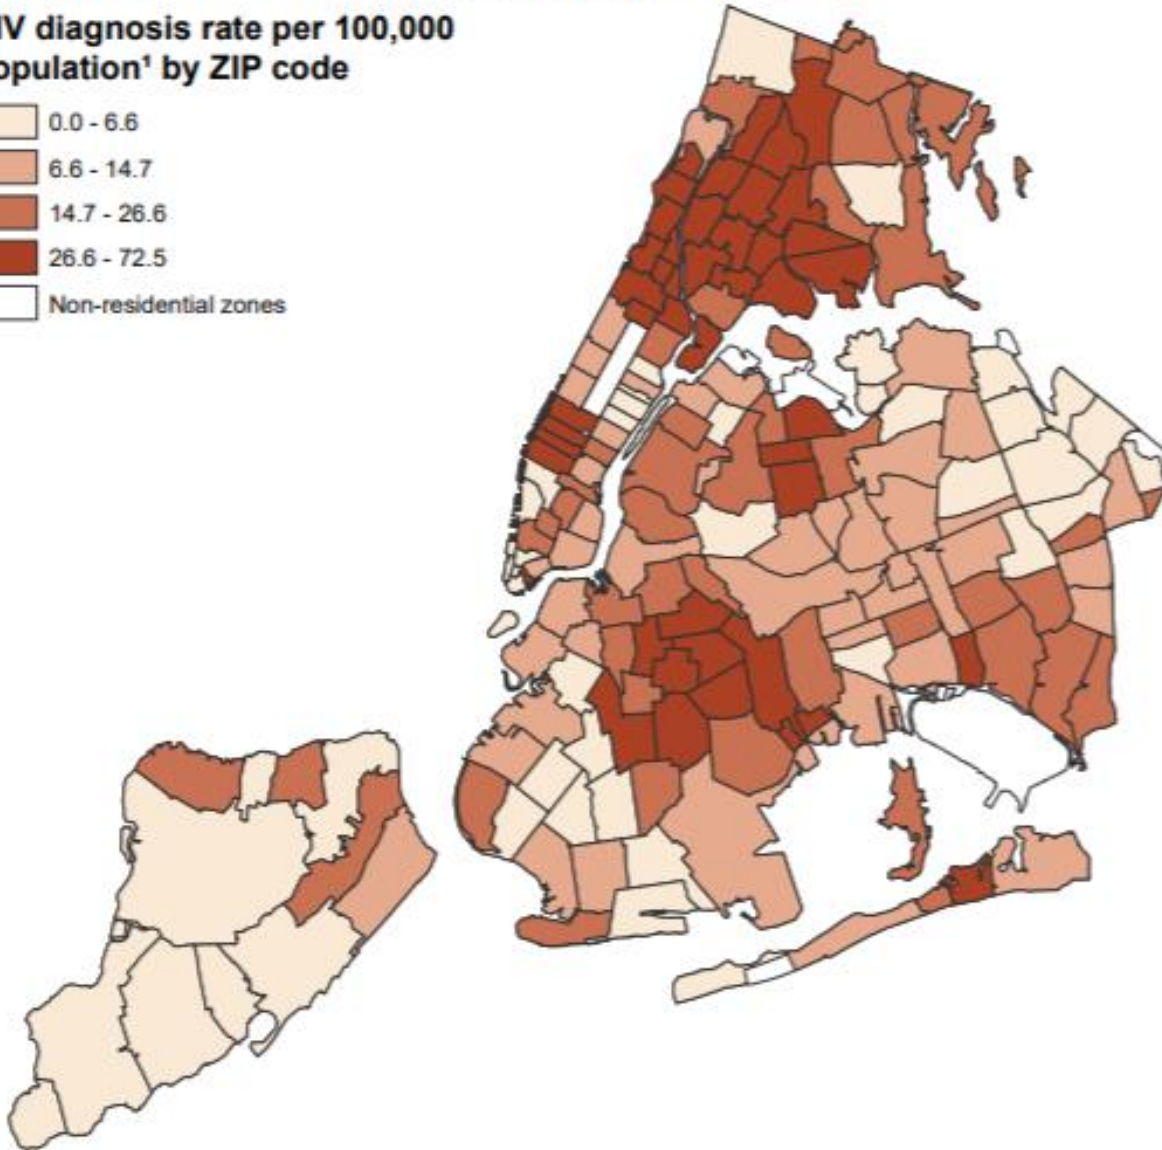 IV diagnosis rate per 100,000
opulation¹ by ZIP code
0.0 - 6.6
6.6 - 14.7
14.7 - 26.6
26.6 - 72.5
Non-residential zones